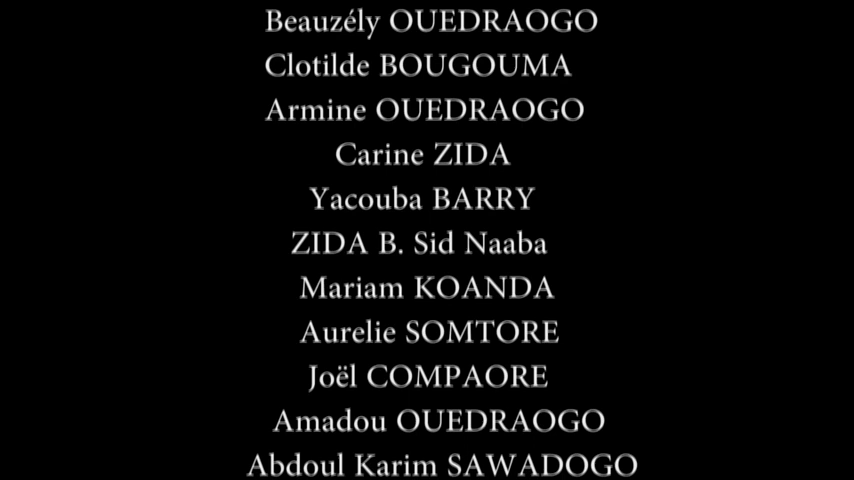 Beauzély OUEDRAOGO
Clotilde BOUGOUMA
Armine OUEDRAOGO
Carine ZIDA
Yacouba BARRY
ZIDA B. Sid Naaba
Mariam KOANDA
Aurelie SOMTORE
Joël COMPAORE
Amadou OUEDRAOGO
Abdoul Karim SAWADOGO